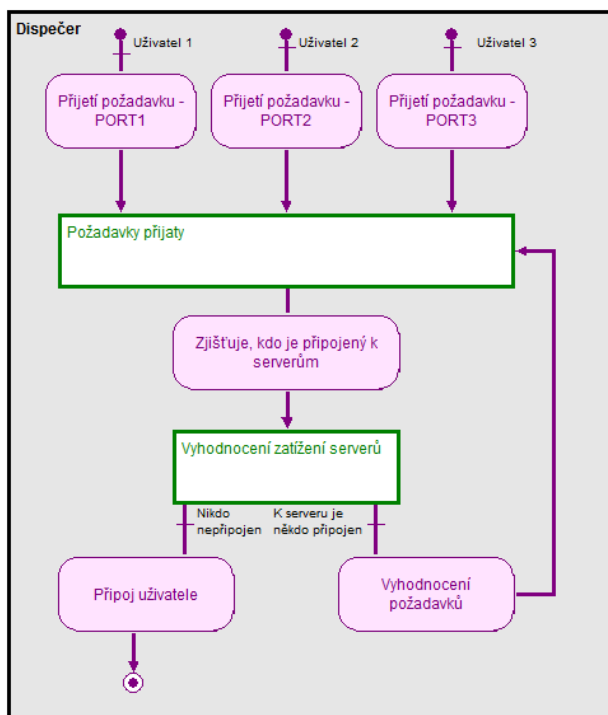 Dispečer
Uživatel 1
Uživatel 2
Uživatel 3
Přijetí požadavku -
PORT1
Přijetí požadavku -
PORT2
Přijetí požadavku -
PORT3
Požadavky přijaty
Zjišťuje, kdo je připojený k
serverům
Vyhodnocení zatížení serverů
Nikdo
nepřipojen
K serveru je
někdo připojen
Připoj uživatele
Vyhodnocení
požadavků